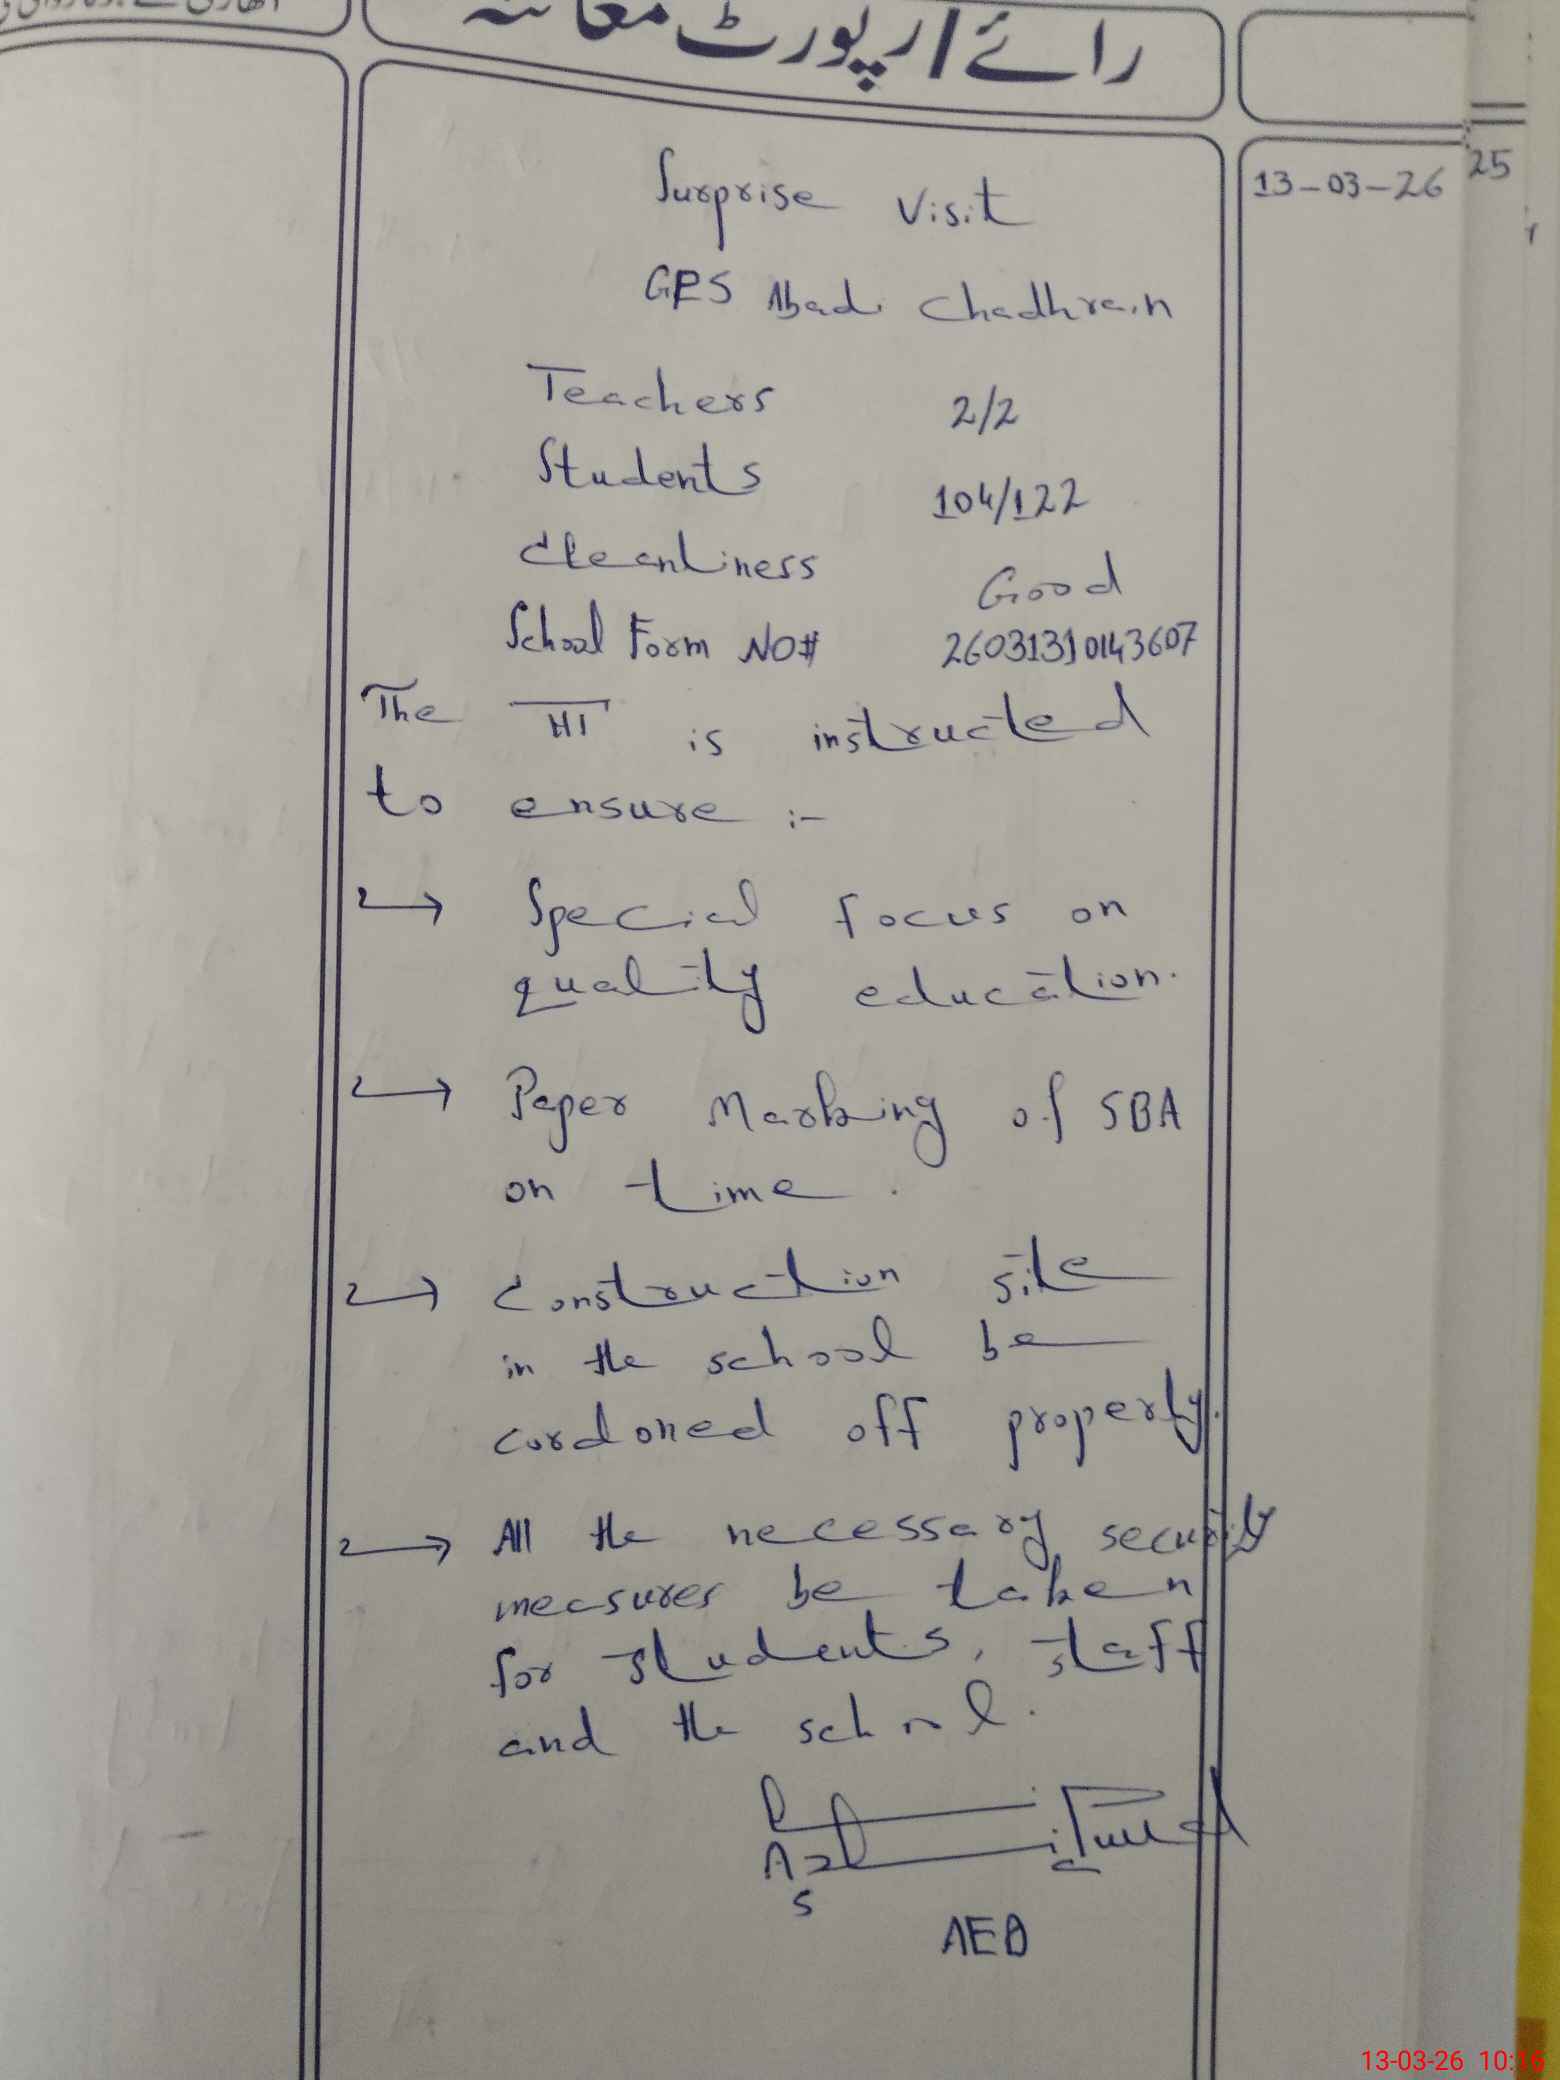 رائے / رپورٹ معائنہ
13-03-26
25
Surprise Visit
GPS Abadi Chadhrain
Teachers 2/2
Students 104/122
Cleanliness Good
School Form NO# 26031310143607
The HT is instructed
to ensure :-
→ Special focus on
quality education.
→ Paper Marking of SBA
on time.
→ Construction site
in the school be
cordoned off properly.
→ All the necessary security
measures be taken
for students, staff
and the school.
AEO
13-03-26 10:16